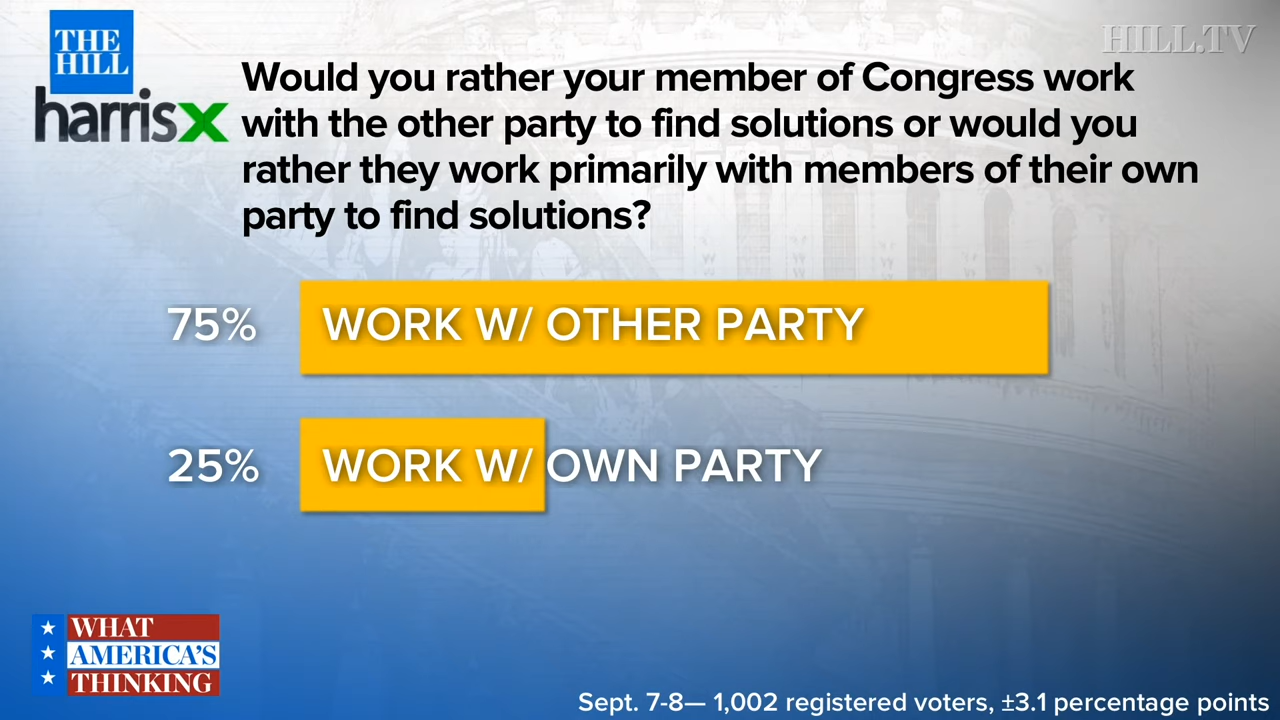 THE
HILL
HILL.TV
harrisx
Would you rather your member of Congress work
with the other party to find solutions or would you
rather they work primarily with members of their own
party to find solutions?
75% WORK W/ OTHER PARTY
25% WORK W/ OWN PARTY
WHAT
AMERICA'S
THINKING
Sept. 7-8— 1,002 registered voters, ±3.1 percentage points